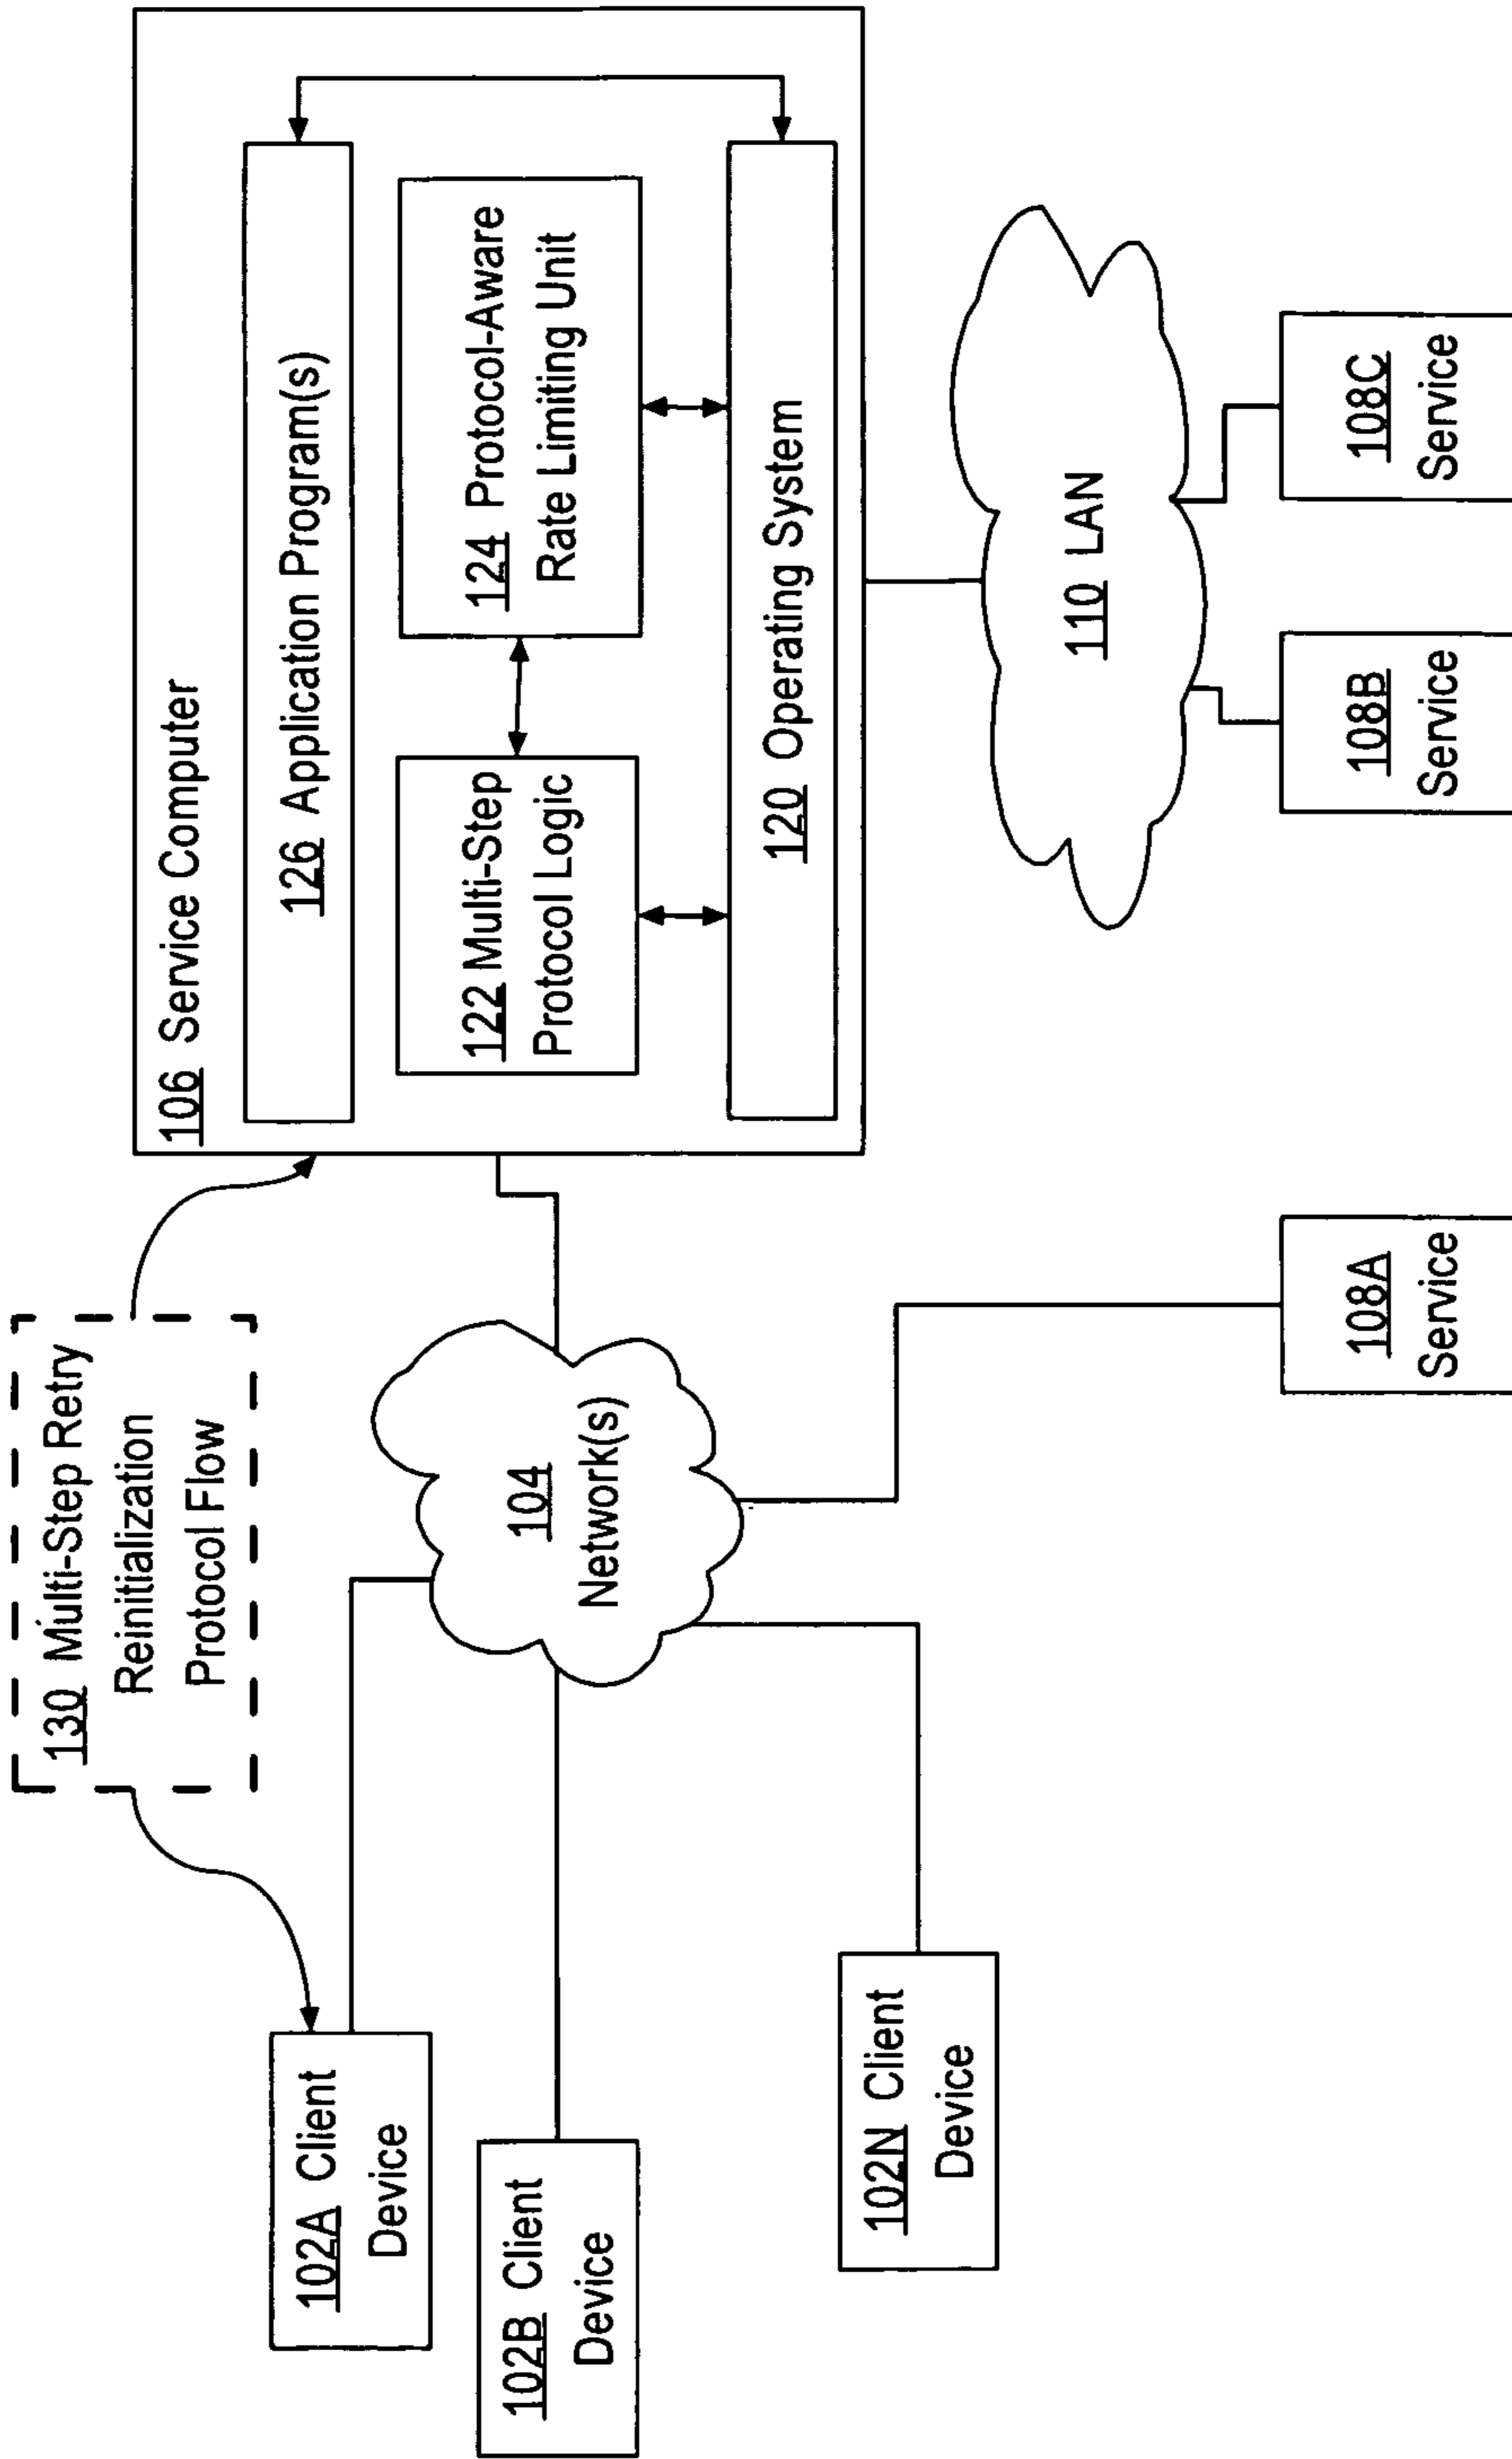 130 Multi-Step Retry
Reinitialization
Protocol Flow
102A Client
Device
102B Client
Device
102N Client
Device
104
Network(s)
106 Service Computer
126 Application Program(s)
122 Multi-Step
Protocol Logic
124 Protocol-Aware
Rate Limiting Unit
120 Operating System
110 LAN
108A
Service
108B
Service
108C
Service